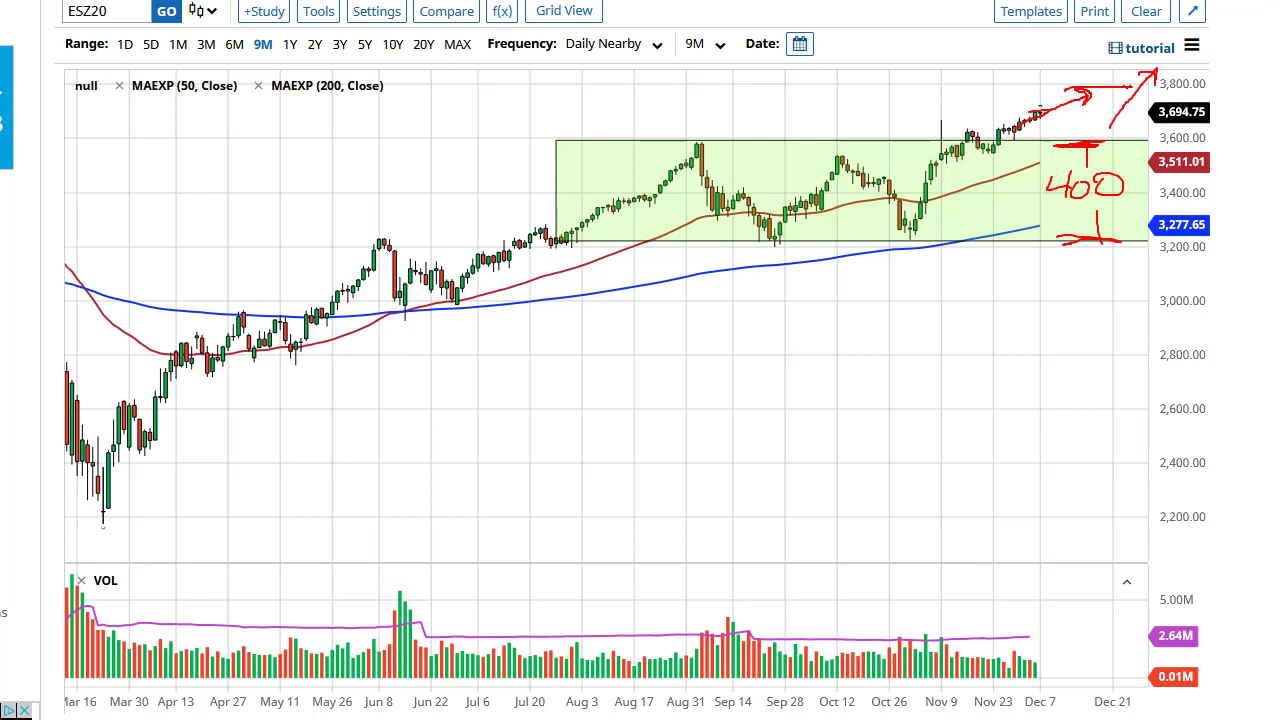 ESZ20 GO +Study Tools Settings Compare f(x) Grid View Templates Print Clear
Range: 1D 5D 1M 3M 6M 9M 1Y 2Y 3Y 5Y 10Y 20Y MAX Frequency: Daily Nearby 9M Date:
tutorial
null MAEXP (50, Close) MAEXP (200, Close)
3,800.00
3,694.75
3,600.00
3,511.01
400
3,400.00
3,277.65
3,200.00
3,000.00
2,800.00
2,600.00
2,400.00
2,200.00
VOL
5.00M
2.64M
0.01M
Mar 16 Mar 30 Apr 13 Apr 27 May 11 May 26 Jun 8 Jun 22 Jul 6 Jul 20 Aug 3 Aug 17 Aug 31 Sep 14 Sep 28 Oct 12 Oct 26 Nov 9 Nov 23 Dec 7 Dec 21